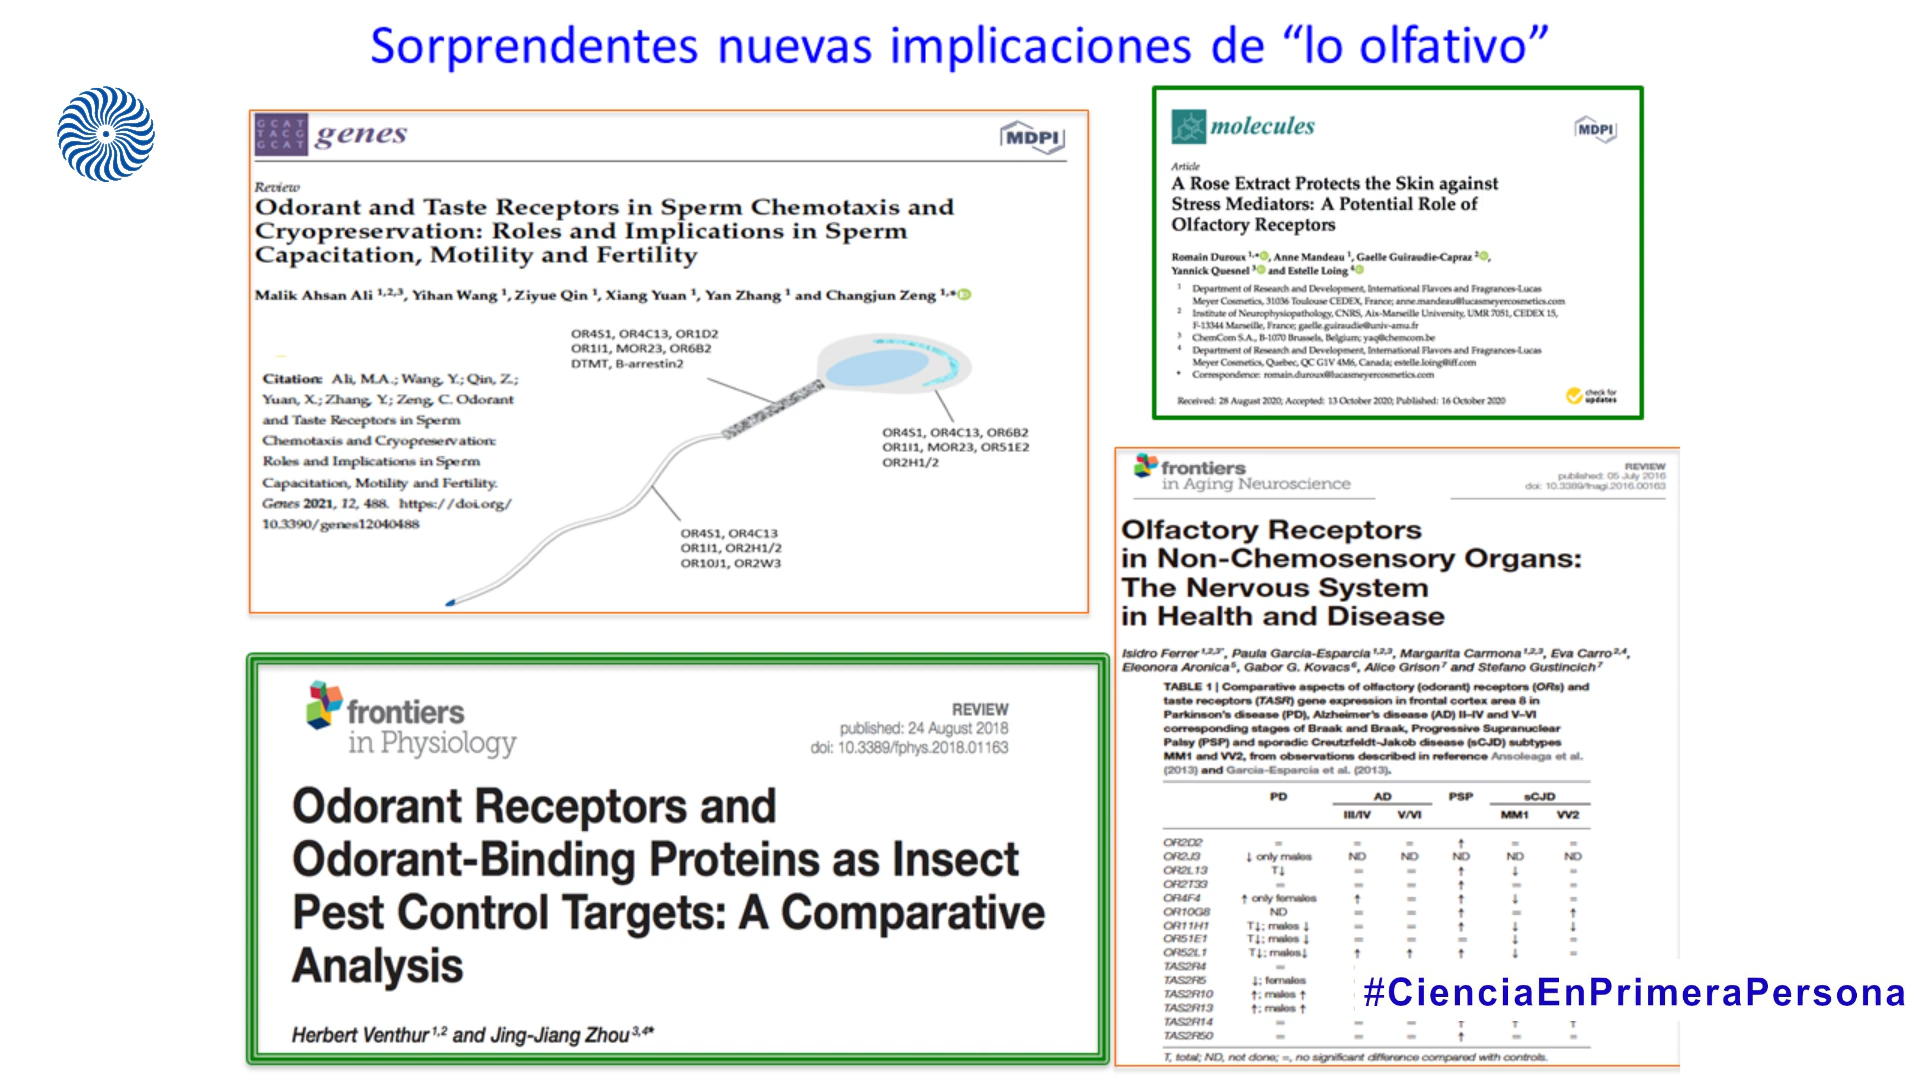 Sorprendentes nuevas implicaciones de “lo olfativo”
GCAT
TACG
GCAT
genes
MDPI
Review
Odorant and Taste Receptors in Sperm Chemotaxis and
Cryopreservation: Roles and Implications in Sperm
Capacitation, Motility and Fertility
Malik Ahsan Ali 1,2,3, Yihan Wang 1, Ziyue Qin 1, Xiang Yuan 1, Yan Zhang 1 and Changjun Zeng 1,*
OR4S1, OR4C13, OR1D2
OR1I1, MOR23, OR6B2
DTMT, B-arrestin2
Citation: Ali, M.A.; Wang, Y.; Qin, Z.;
Yuan, X.; Zhang, Y.; Zeng, C. Odorant
and Taste Receptors in Sperm
Chemotaxis and Cryopreservation:
Roles and Implications in Sperm
Capacitation, Motility and Fertility.
Genes 2021, 12, 488. https://doi.org/
10.3390/genes12040488
OR4S1, OR4C13, OR6B2
OR1I1, MOR23, OR51E2
OR2H1/2
OR4S1, OR4C13
OR1I1, OR2H1/2
OR10J1, OR2W3
molecules
MDPI
Article
A Rose Extract Protects the Skin against
Stress Mediators: A Potential Role of
Olfactory Receptors
Romain Duroux 1,*, Anne Mandeau 1, Gaelle Guiraudie-Capraz 2,
Yannick Quesnel 3 and Estelle Loing 4
1 Department of Research and Development, International Flavors and Fragrances-Lucas
Meyer Cosmetics, 31036 Toulouse CEDEX, France; anne.mandeau@lucasmeyercosmetics.com
2 Institute of Neurophysiopathology, CNRS, Aix-Marseille University, UMR 7051, CEDEX 15,
F-13344 Marseille, France; gaelle.guiraudie@univ-amu.fr
3 ChemCom S.A., B-1070 Brussels, Belgium; yaq@chemcom.be
4 Department of Research and Development, International Flavors and Fragrances-Lucas
Meyer Cosmetics, Quebec, QC G1V 4M6, Canada; estelle.loing@iff.com
* Correspondence: romain.duroux@lucasmeyercosmetics.com
Received: 28 August 2020; Accepted: 13 October 2020; Published: 16 October 2020
check for
updates
frontiers
in Physiology
REVIEW
published: 24 August 2018
doi: 10.3389/fphys.2018.01163
Odorant Receptors and
Odorant-Binding Proteins as Insect
Pest Control Targets: A Comparative
Analysis
Herbert Venthur 1,2 and Jing-Jiang Zhou 3,4*
frontiers
in Aging Neuroscience
REVIEW
published: 05 July 2016
doi: 10.3389/fnagi.2016.00163
Olfactory Receptors
in Non-Chemosensory Organs:
The Nervous System
in Health and Disease
Isidro Ferrer 1,2,3*, Paula Garcia-Esparcia 1,2,3, Margarita Carmona 1,2,3, Eva Carro 2,4,
Eleonora Aronica 5, Gabor G. Kovacs 6, Alice Grison 7 and Stefano Gustincich 7
TABLE 1 | Comparative aspects of olfactory (odorant) receptors (ORs) and
taste receptors (TASR) gene expression in frontal cortex area 8 in
Parkinson's disease (PD), Alzheimer's disease (AD) III–IV and V–VI
corresponding stages of Braak and Braak, Progressive Supranuclear
Palsy (PSP) and sporadic Creutzfeldt-Jakob disease (sCJD) subtypes
MM1 and VV2, from observations described in reference Ansoleaga et al.
(2013) and Garcia-Esparcia et al. (2013).
PD AD PSP sCJD
III/IV V/VI MM1 VV2
OR2D2 = = = ↑ = =
OR2J3 ↓ only males ND ND ND ND ND
OR2L13 T↓ = = ↑ ↓ =
OR2T33 = = = ↑ = =
OR4F4 ↑ only females ↑ = ↑ ↓ =
OR10G8 ND = = ↑ = ↑
OR11H1 T↓; males ↓ = = ↑ ↓ ↓
OR51E1 T↓; males ↓ = = = ↓ =
OR52L1 T↓; males↓ ↑ ↑ ↑ ↓ =
TAS2R4 =
TAS2R5 ↓; females
TAS2R10 ↑; males ↑
TAS2R13 ↑; males ↑
TAS2R14 = = =
TAS2R50 = = = ↑ = =
T, total; ND, not done; =, no significant difference compared with controls.
#CienciaEnPrimeraPersona